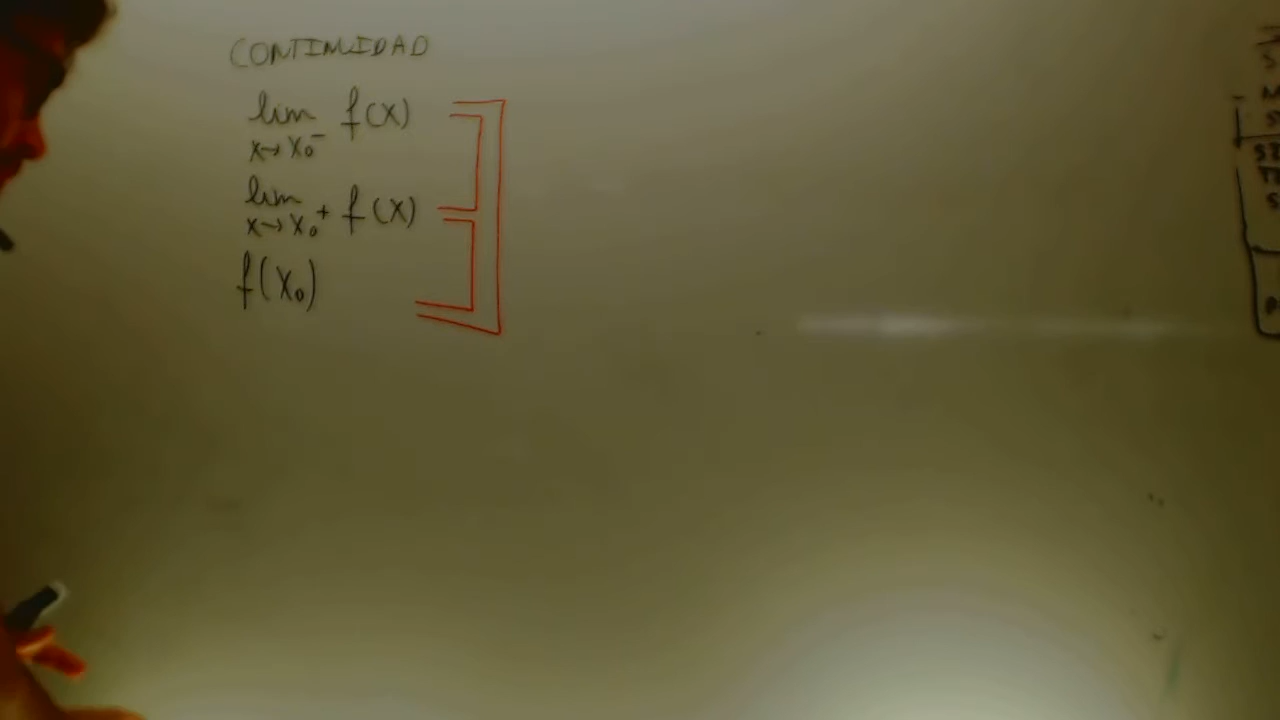 CONTINUIDAD
lim f(x)
x→x₀⁻
lim f(x)
x→x₀⁺
f(x₀)